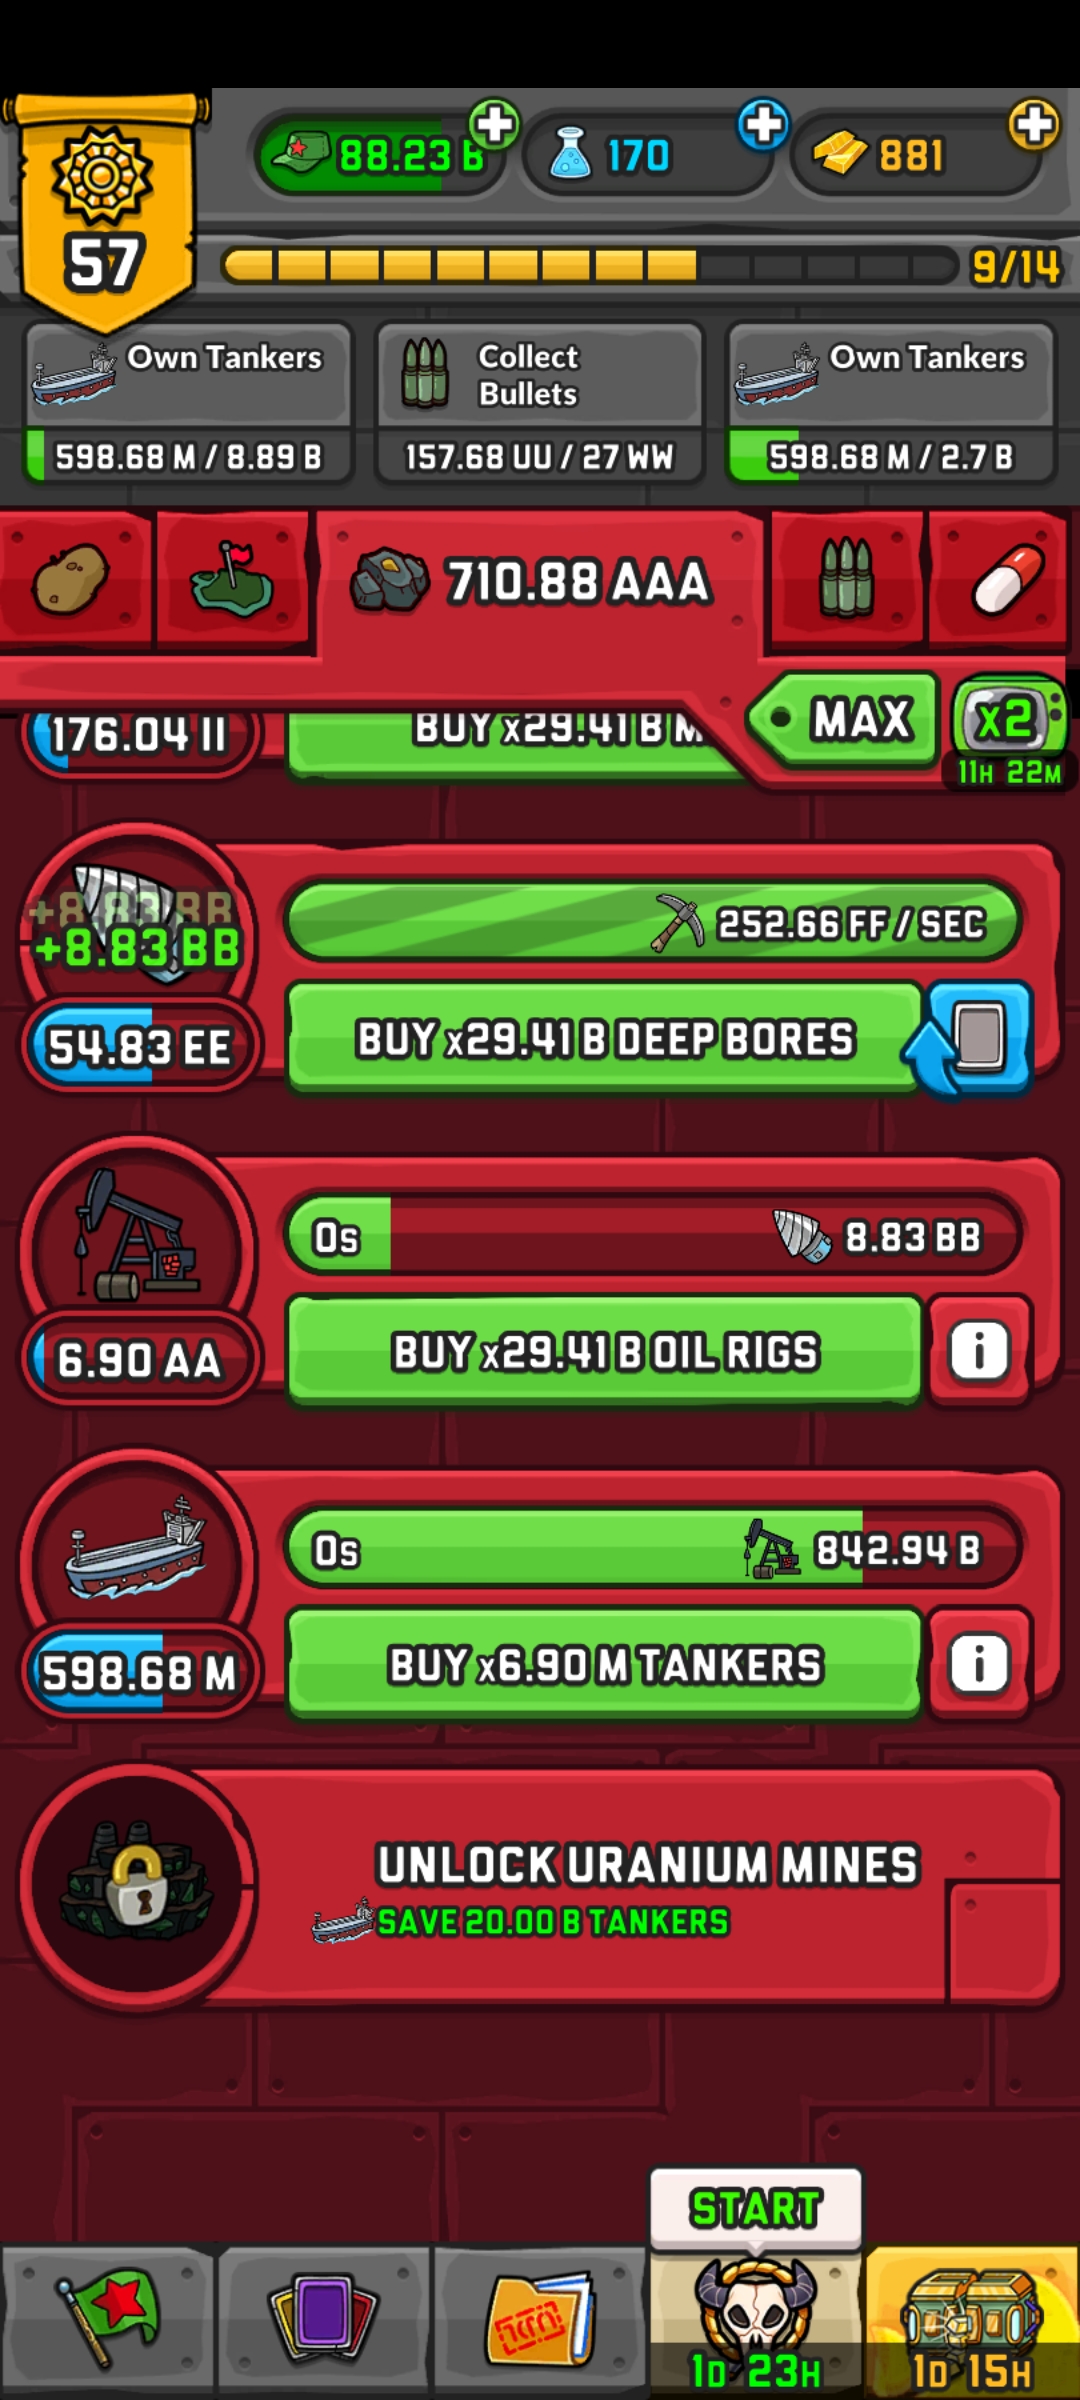 88.23 B
170
881
57
9/14
Own Tankers
598.68 M / 8.89 B
Collect
Bullets
157.68 UU / 27 WW
Own Tankers
598.68 M / 2.7 B
710.88 AAA
MAX
x2
11H 22M
176.04 II
BUY x29.41 B M
+8.83 BB
+8.83 BB
252.66 FF / SEC
54.83 EE
BUY x29.41 B DEEP BORES
0s
8.83 BB
6.90 AA
BUY x29.41 B OIL RIGS
i
0s
842.94 B
598.68 M
BUY x6.90 M TANKERS
i
UNLOCK URANIUM MINES
SAVE 20.00 B TANKERS
START
1D 23H
1D 15H